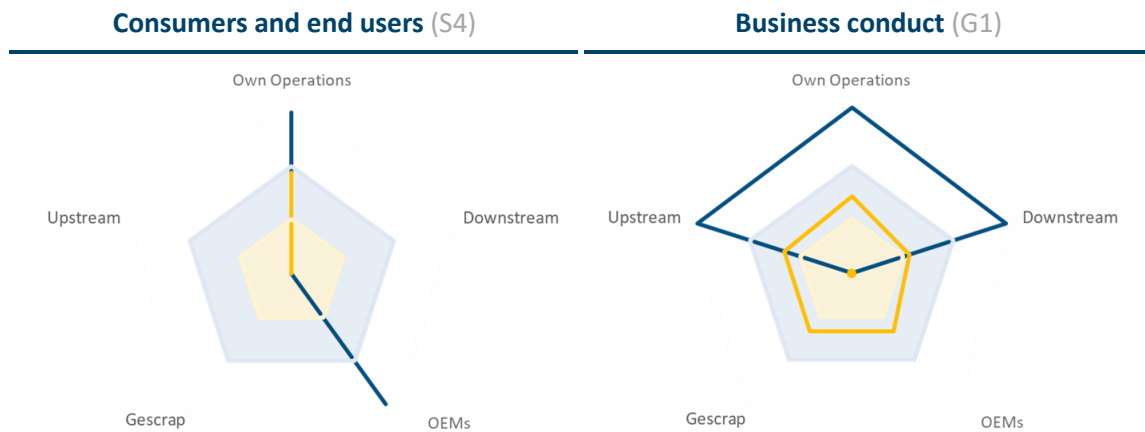 Consumers and end users (S4)
Own Operations
Upstream
Downstream
Gescrap
OEMs
Business conduct (G1)
Own Operations
Upstream
Downstream
Gescrap
OEMs